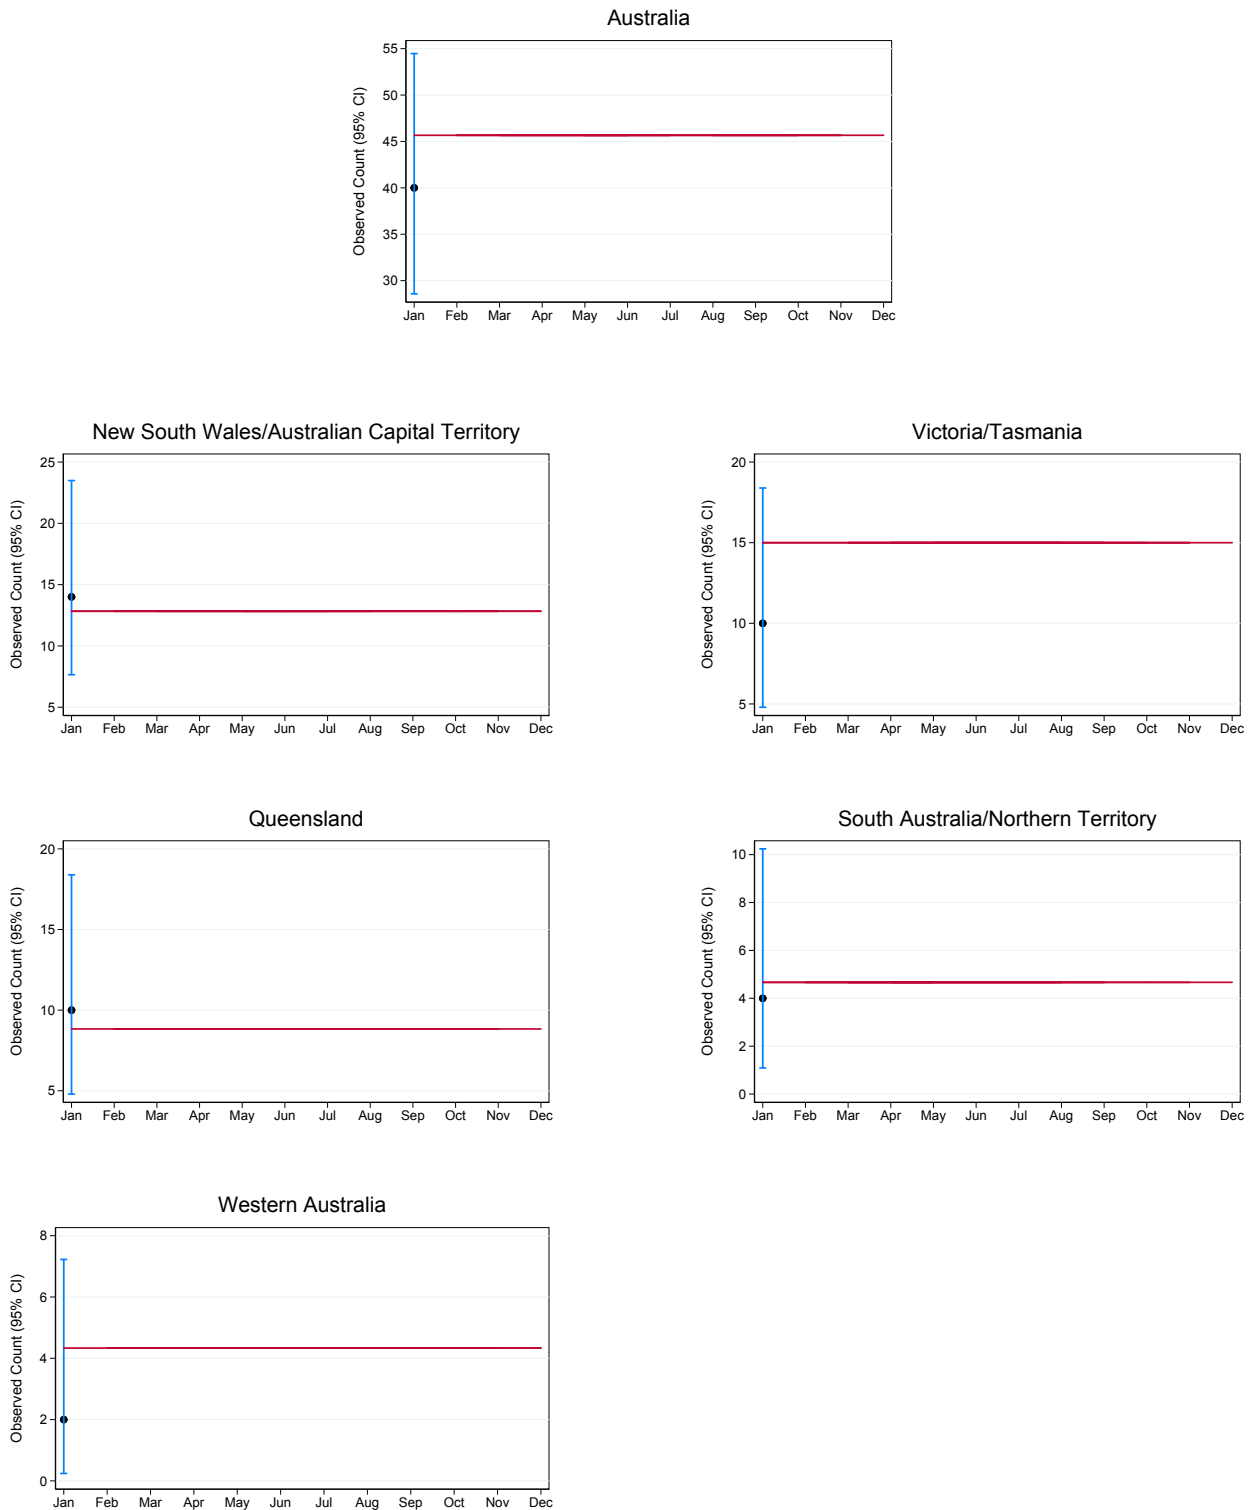 Australia
Observed Count (95% CI)
55
50
45
40
35
30
Jan Feb Mar Apr May Jun Jul Aug Sep Oct Nov Dec
New South Wales/Australian Capital Territory
Observed Count (95% CI)
25
20
15
10
5
Jan Feb Mar Apr May Jun Jul Aug Sep Oct Nov Dec
Victoria/Tasmania
Observed Count (95% CI)
20
15
10
5
Jan Feb Mar Apr May Jun Jul Aug Sep Oct Nov Dec
Queensland
Observed Count (95% CI)
20
15
10
5
Jan Feb Mar Apr May Jun Jul Aug Sep Oct Nov Dec
South Australia/Northern Territory
Observed Count (95% CI)
10
8
6
4
2
0
Jan Feb Mar Apr May Jun Jul Aug Sep Oct Nov Dec
Western Australia
Observed Count (95% CI)
8
6
4
2
0
Jan Feb Mar Apr May Jun Jul Aug Sep Oct Nov Dec